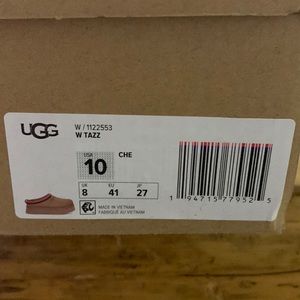 UGG
W / 1122553
W TAZZ
USA
10
CHE
UK
8
EU
41
JP
27
MADE IN VIETNAM
FABRIQUÉ AU VIETNAM
1 94715 77952 5